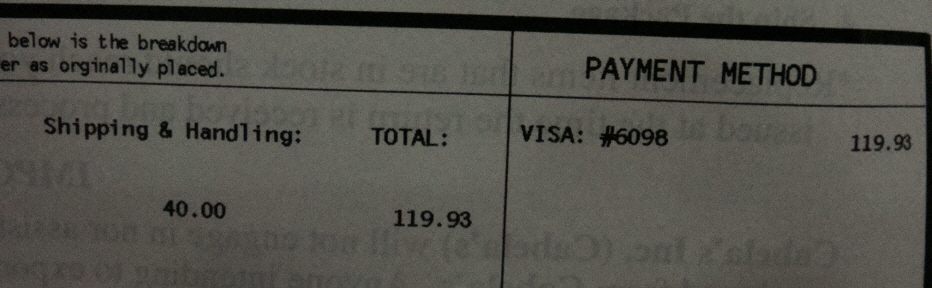 below is the breakdown
er as orginally placed.
PAYMENT METHOD
Shipping & Handling: TOTAL: VISA: #6098 119.93
40.00 119.93